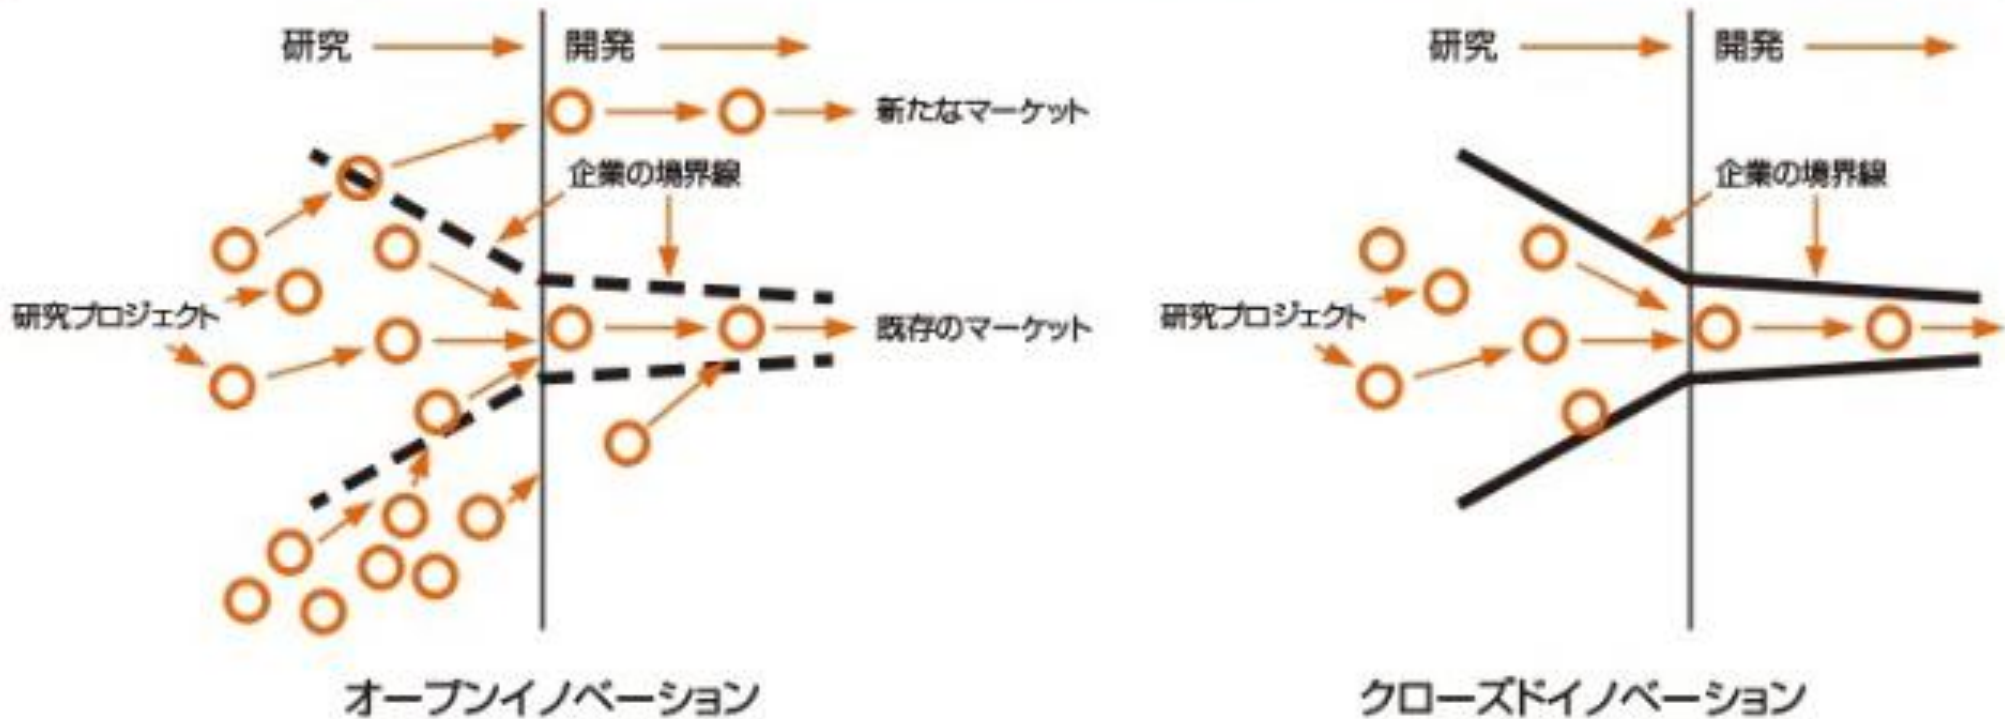 研究
開発
新たなマーケット
企業の境界線
研究プロジェクト
既存のマーケット
オープンイノベーション
研究
開発
企業の境界線
研究プロジェクト
クローズドイノベーション